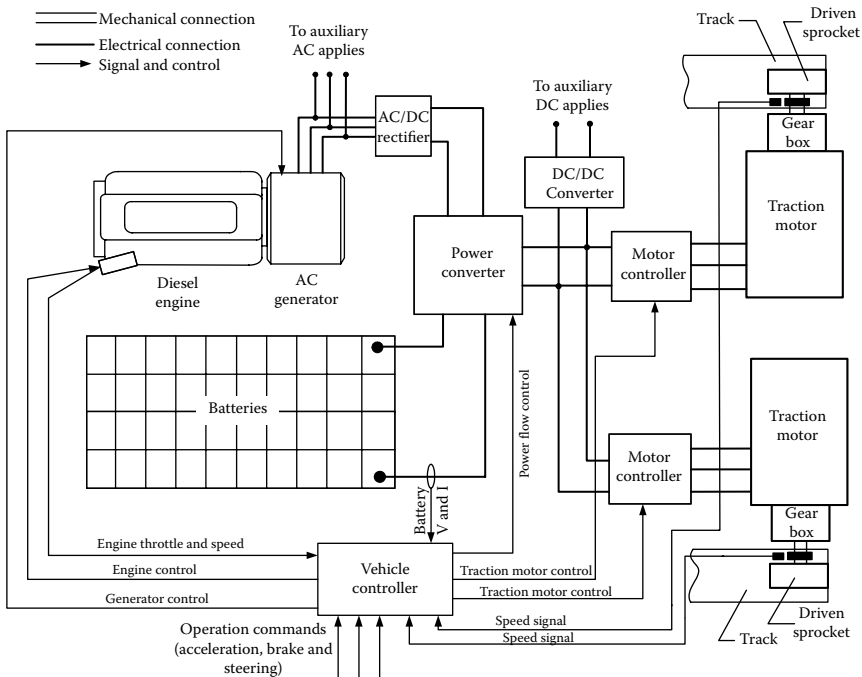 Mechanical connection
Electrical connection
Signal and control
To auxiliary
AC applies
AC/DC
rectifier
To auxiliary
DC applies
DC/DC
Converter
Track
Driven
sprocket
Gear
box
Traction
motor
Power
converter
Motor
controller
Diesel
engine
AC
generator
Batteries
Power flow control
Battery
V and I
Motor
controller
Traction
motor
Gear
box
Engine throttle and speed
Engine control
Generator control
Vehicle
controller
Traction motor control
Traction motor control
Speed signal
Speed signal
Operation commands
(acceleration, brake and
steering)
Track
Driven
sprocket